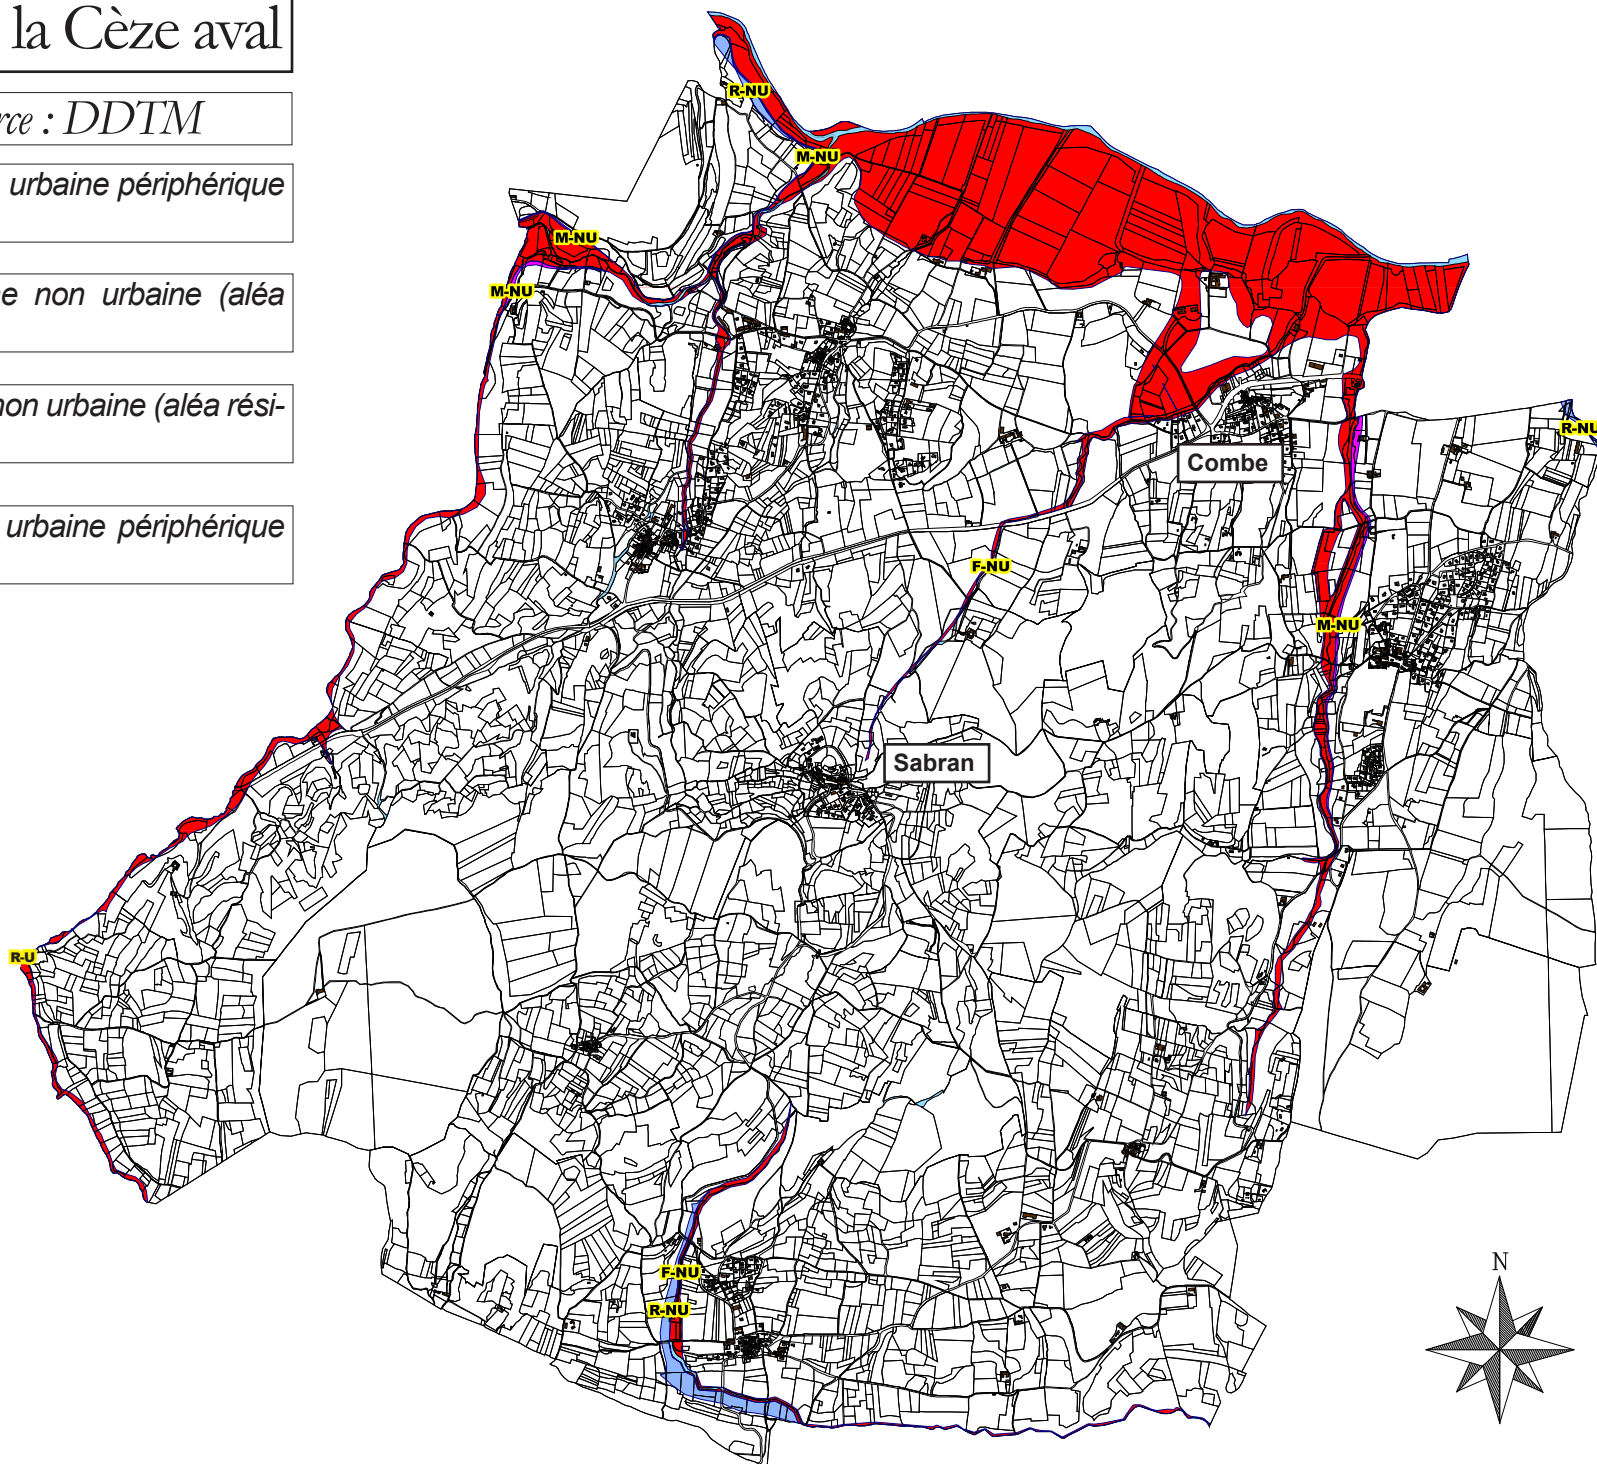 la Cèze aval
rce : DDTM
urbaine périphérique
e non urbaine (aléa
non urbaine (aléa rési-
urbaine périphérique
R-NU
M-NU
M-NU
M-NU
R-NU
Combe
F-NU
M-NU
Sabran
R-U
F-NU
R-NU
N